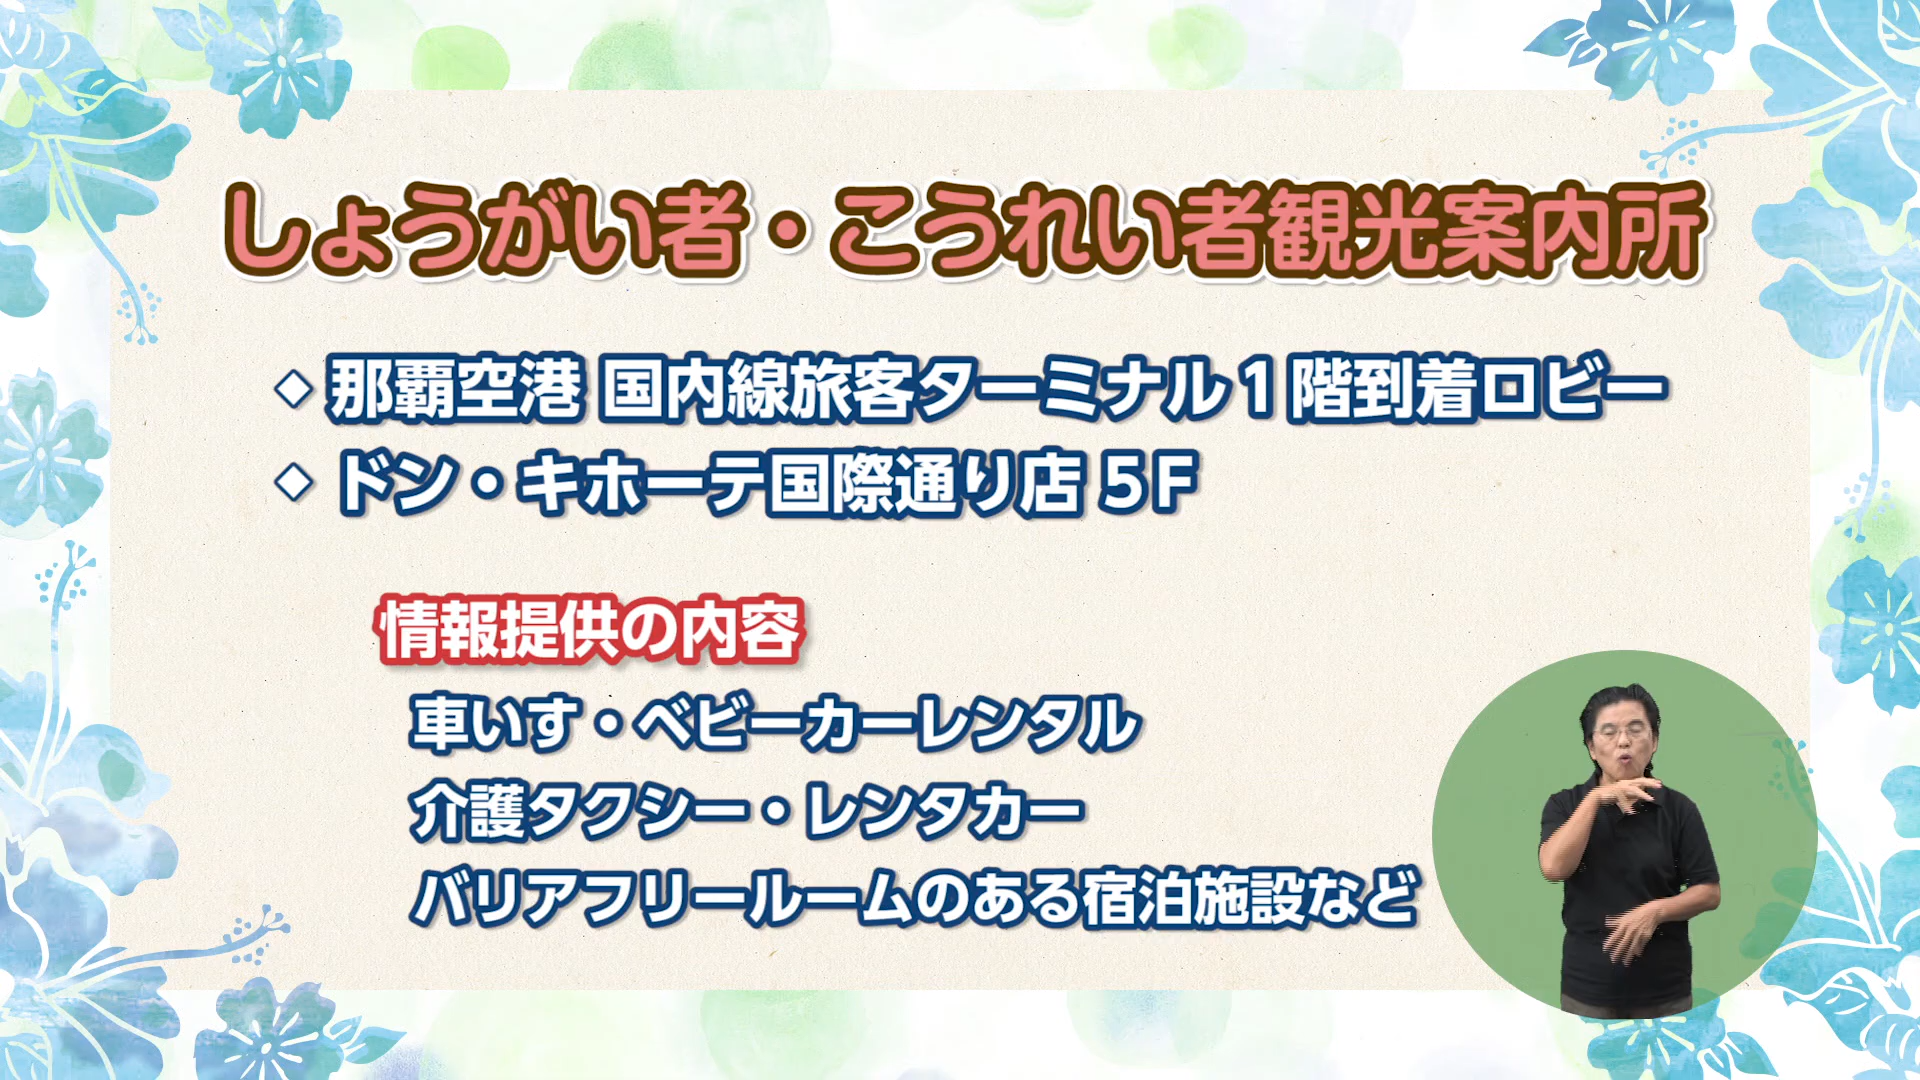 しょうがい者・こうれい者観光案内所
◇ 那覇空港 国内線旅客ターミナル１階到着ロビー
◇ ドン・キホーテ国際通り店 5F
情報提供の内容
車いす・ベビーカーレンタル
介護タクシー・レンタカー
バリアフリールームのある宿泊施設など